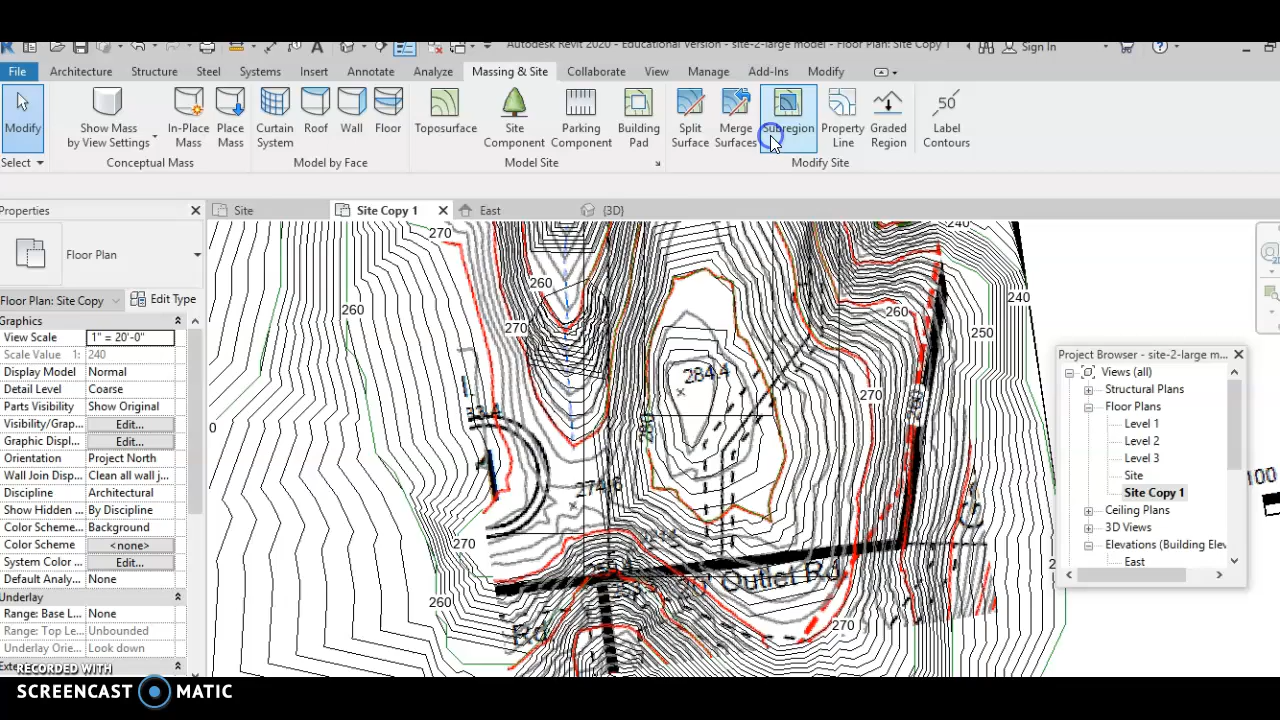 Autodesk Revit 2020 - Educational Version - site-2-large model - Floor Plan: Site Copy 1
Sign In
File Architecture Structure Steel Systems Insert Annotate Analyze Massing & Site Collaborate View Manage Add-Ins Modify
Modify
Show Mass by View Settings
In-Place Mass
Place Mass
Curtain System
Roof
Wall
Floor
Toposurface
Site Component
Parking Component
Building Pad
Split Surface
Merge Surfaces
Subregion
Property Line
Graded Region
50
Label Contours
Select
Conceptual Mass
Model by Face
Model Site
Modify Site
Properties
Site
Site Copy 1
East
{3D}
Floor Plan
Floor Plan: Site Copy
Edit Type
Graphics
View Scale 1" = 20'-0"
Scale Value 1: 240
Display Model (Normal)
Detail Level Coarse
Parts Visibility Show Original
Visibility/Grap... Edit...
Graphic Displ... Edit...
Orientation Project North
Wall Join Disp... Clean all wall j...
Discipline Architectural
Show Hidden ... By Discipline
Color Scheme... Background
Color Scheme <none>
System Color ... Edit...
Default Analy... None
Underlay
Range: Base L... None
Range: Top Le... Unbounded
Underlay Orie... Look down
270
240
260
260
240
260
270
250
284.4
270
280
0
270
260
20' Outlet Rd
Rd
270
100
Project Browser - site-2-large m...
Views (all)
Structural Plans
Floor Plans
Level 1
Level 2
Level 3
Site
Site Copy 1
Ceiling Plans
3D Views
Elevations (Building Elev
East
RECORDED WITH
SCREENCAST MATIC